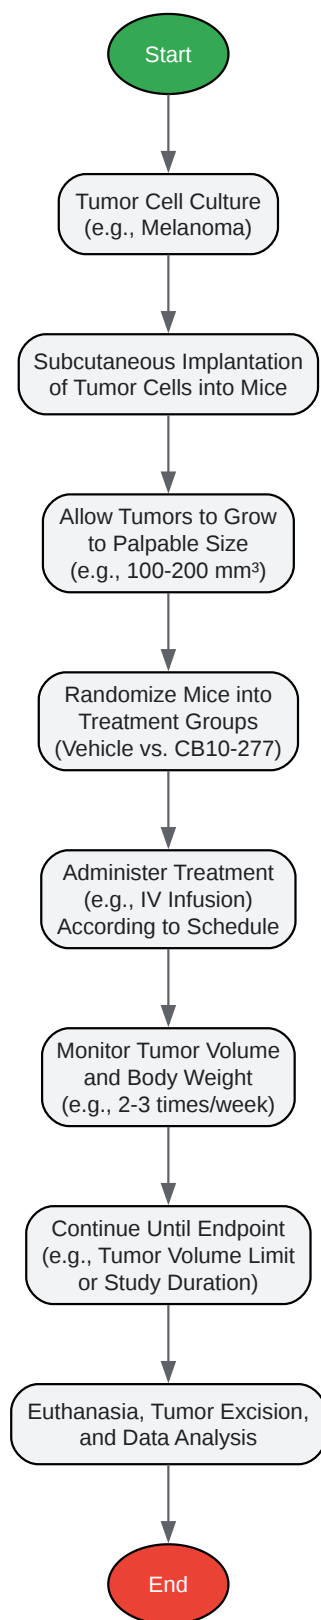 Start
Tumor Cell Culture
(e.g., Melanoma)
Subcutaneous Implantation
of Tumor Cells into Mice
Allow Tumors to Grow
to Palpable Size
(e.g., 100-200 mm³)
Randomize Mice into
Treatment Groups
(Vehicle vs. CB10-277)
Administer Treatment
(e.g., IV Infusion)
According to Schedule
Monitor Tumor Volume
and Body Weight
(e.g., 2-3 times/week)
Continue Until Endpoint
(e.g., Tumor Volume Limit
or Study Duration)
Euthanasia, Tumor Excision,
and Data Analysis
End